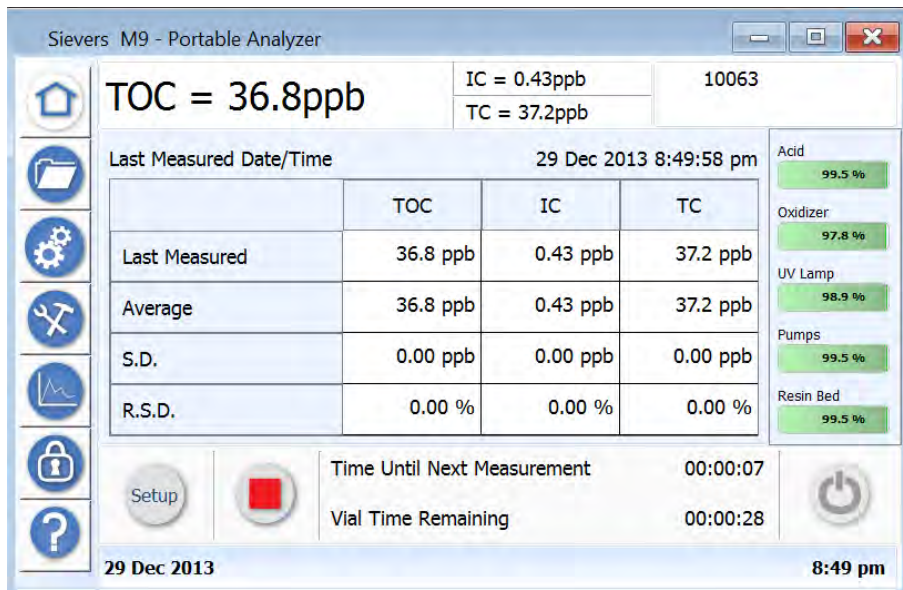 Sievers M9 - Portable Analyzer
TOC = 36.8ppb
IC = 0.43ppb
TC = 37.2ppb
10063
Last Measured Date/Time 29 Dec 2013 8:49:58 pm
TOC IC TC
Last Measured 36.8 ppb 0.43 ppb 37.2 ppb
Average 36.8 ppb 0.43 ppb 37.2 ppb
S.D. 0.00 ppb 0.00 ppb 0.00 ppb
R.S.D. 0.00 % 0.00 % 0.00 %
Acid
99.5 %
Oxidizer
97.8 %
UV Lamp
98.9 %
Pumps
99.5 %
Resin Bed
99.5 %
Setup
Time Until Next Measurement 00:00:07
Vial Time Remaining 00:00:28
?
29 Dec 2013 8:49 pm